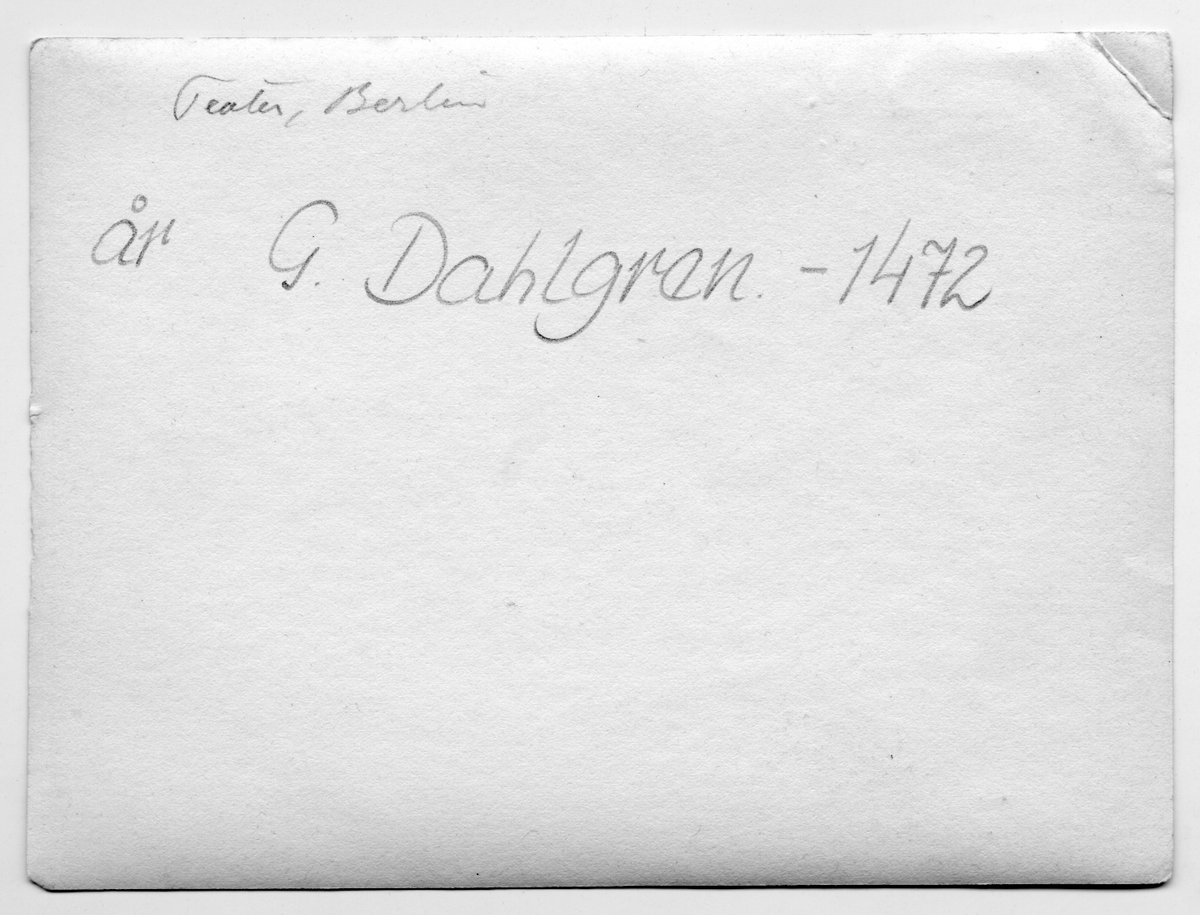 Teater, Berlin
år G. Dahlgren. - 1472